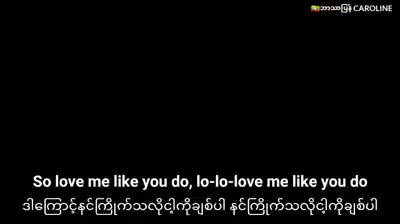 ဘာသာပြန် CAROLINE
So love me like you do, lo-lo-love me like you do
ဒါကြောင့်နင်ကြိုက်သလိုငါ့ကိုချစ်ပါ နင်ကြိုက်သလိုငါ့ကိုချစ်ပါ